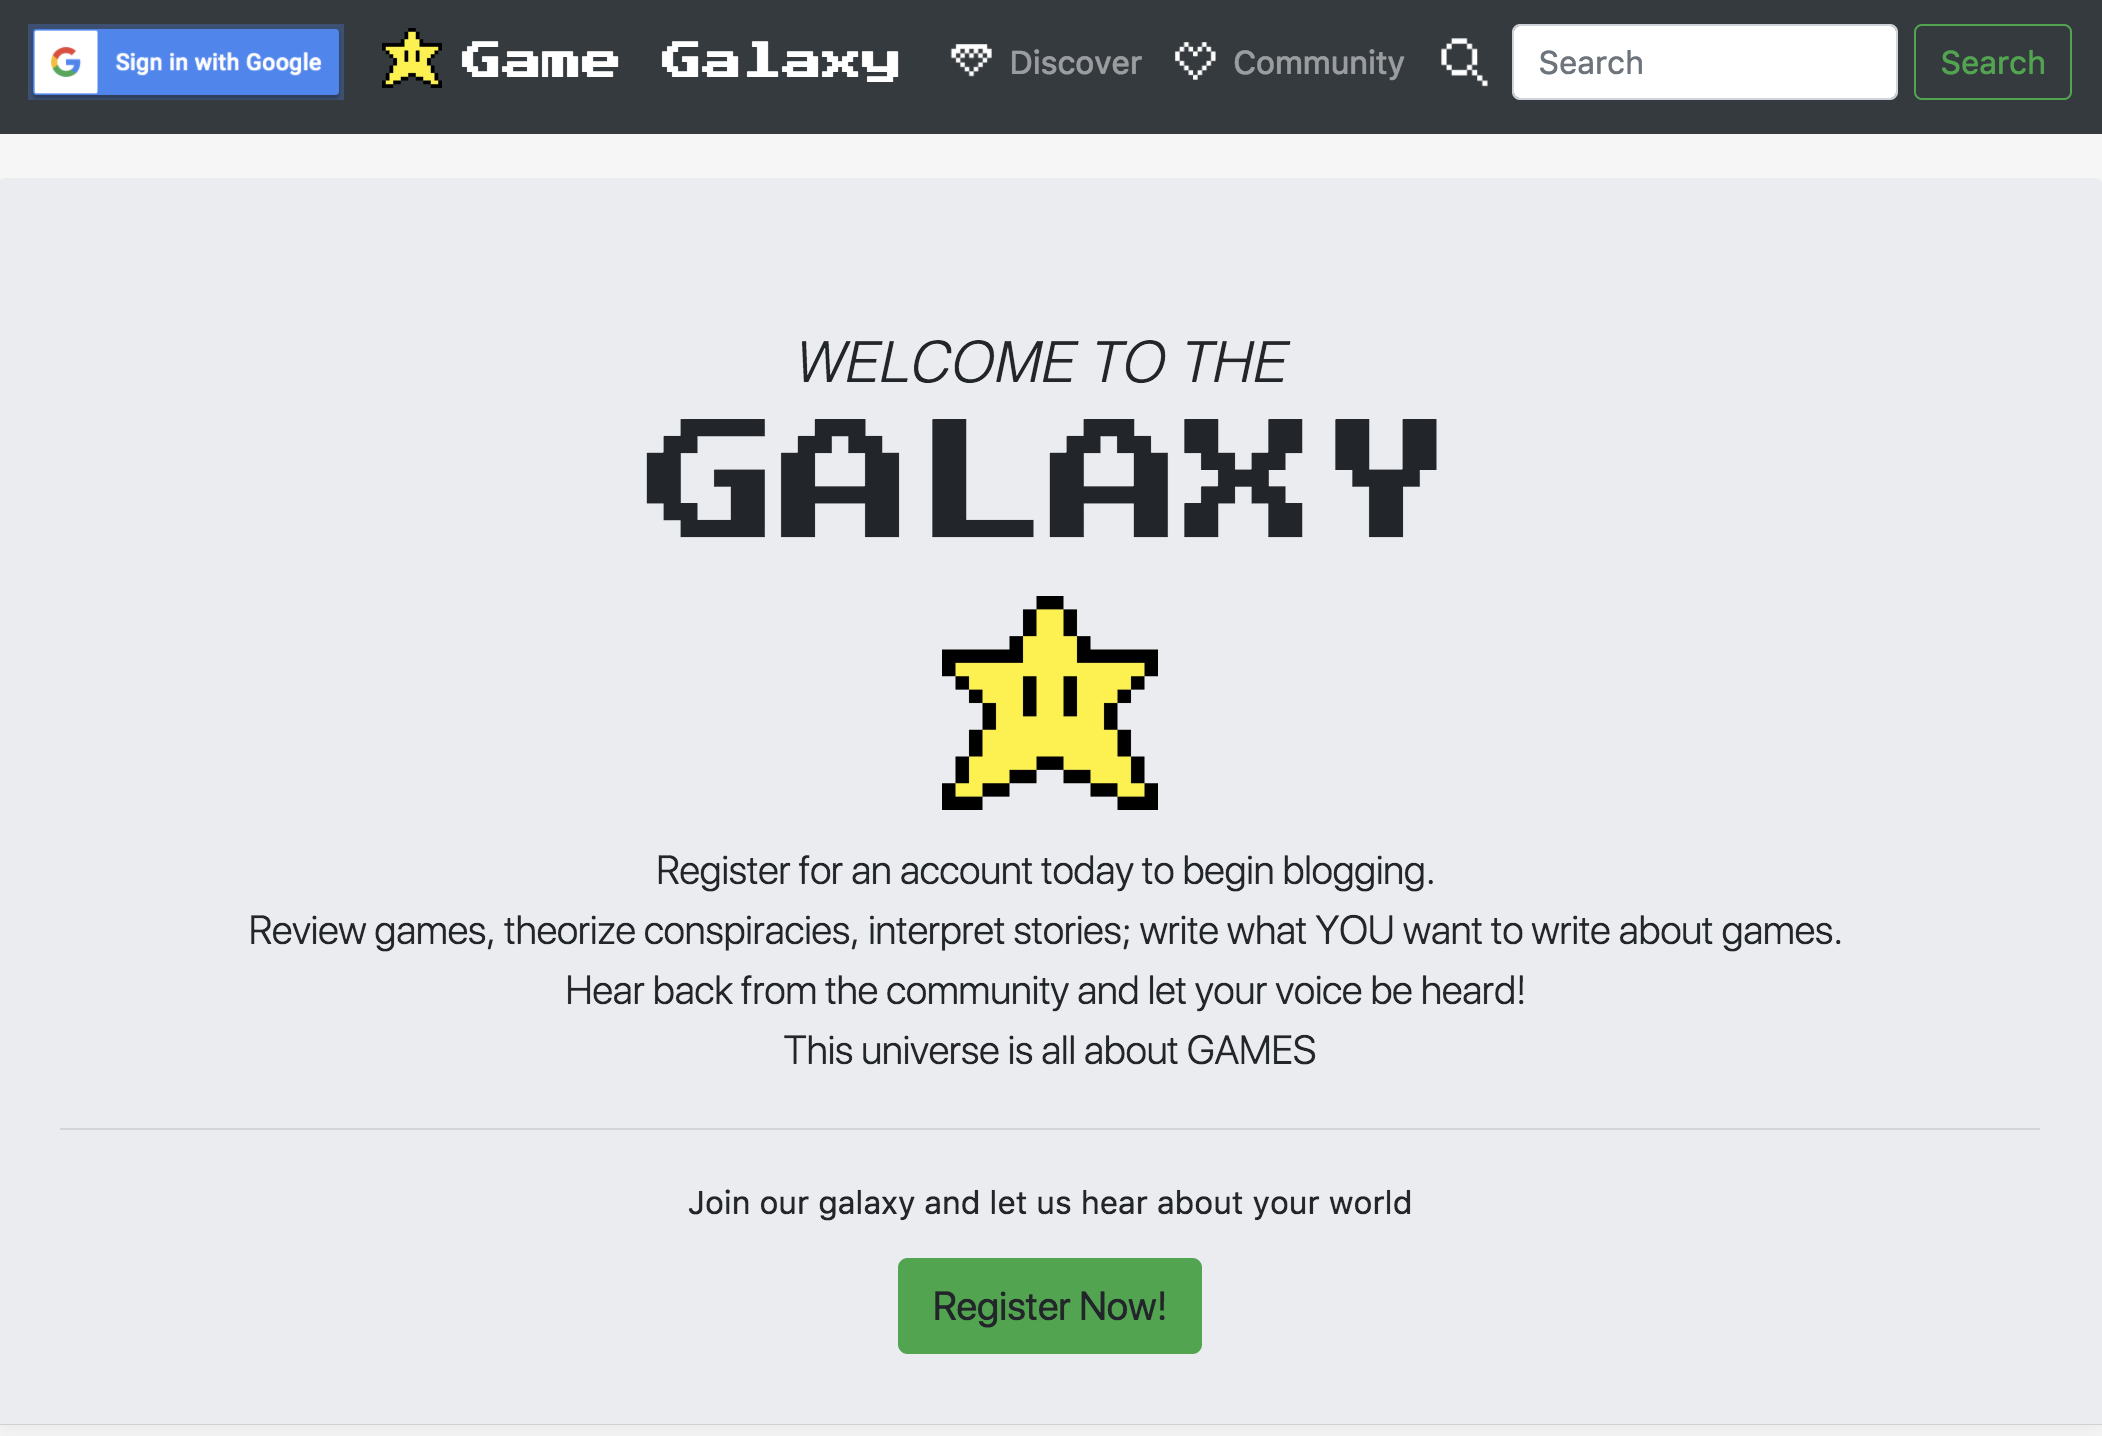 Sign in with Google
Game Galaxy
Discover
Community
Search
Search
WELCOME TO THE
GALAXY
Register for an account today to begin blogging.
Review games, theorize conspiracies, interpret stories; write what YOU want to write about games.
Hear back from the community and let your voice be heard!
This universe is all about GAMES
Join our galaxy and let us hear about your world
Register Now!